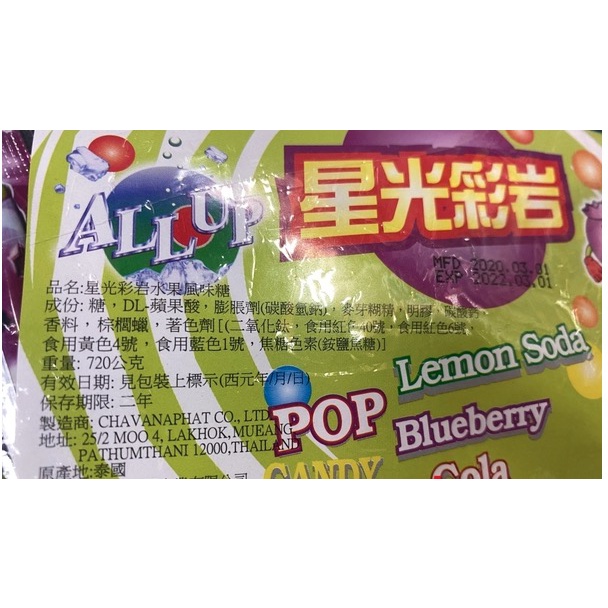 ALLUP
星光彩岩
MFD 2020.03.01
EXP 2022.03.01
品名:星光彩岩水果風味糖
成份: 糖，DL-蘋果酸，膨脹劑(碳酸氫鈉)，麥芽糊精，明膠，碳酸鈣，
香料，棕櫚蠟，著色劑[(二氧化鈦，食用紅色40號，食用紅色6號，
食用黃色4號，食用藍色1號，焦糖色素(銨鹽焦糖)]
重量: 720公克
有效日期: 見包裝上標示(西元年/月/日)
保存期限: 二年
製造商: CHAVANAPHAT CO., LTD
地址: 25/2 MOO 4, LAKHOK, MUEANG
PATHUMTHANI 12000,THAILAND
原產地:泰國
Lemon Soda
POP
Blueberry
CANDY
Cola